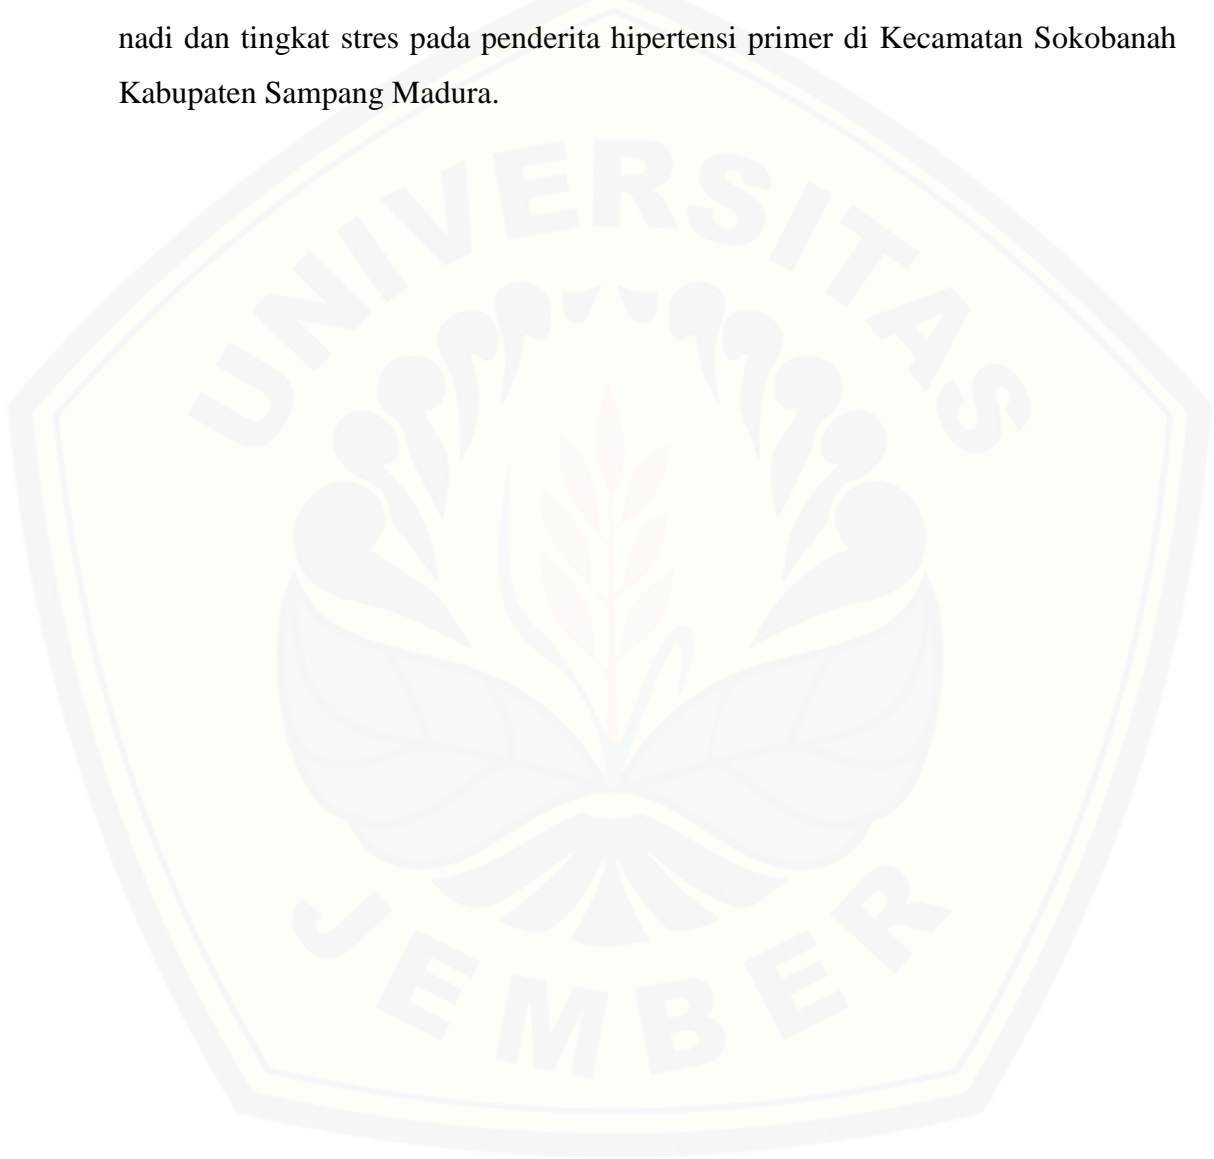 nadi dan tingkat stres pada penderita hipertensi primer di Kecamatan Sokobanah
Kabupaten Sampang Madura.
UNIVERSITAS
JEMBER